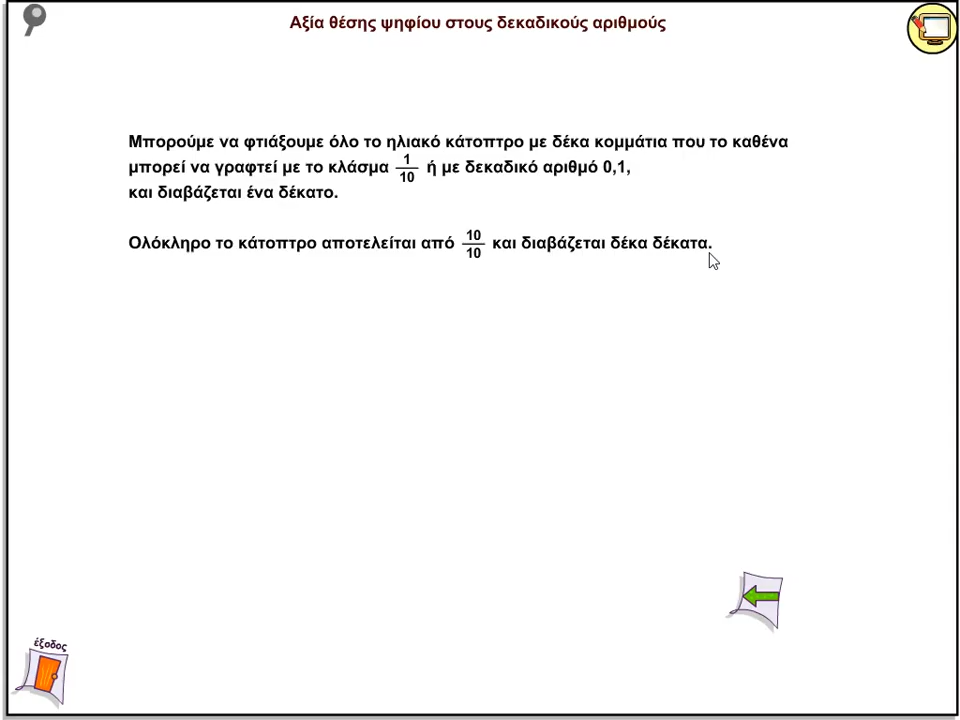 Αξία θέσης ψηφίου στους δεκαδικούς αριθμούς
Μπορούμε να φτιάξουμε όλο το ηλιακό κάτοπτρο με δέκα κομμάτια που το καθένα
μπορεί να γραφτεί με το κλάσμα 1/10 ή με δεκαδικό αριθμό 0,1,
και διαβάζεται ένα δέκατο.
Ολόκληρο το κάτοπτρο αποτελείται από 10/10 και διαβάζεται δέκα δέκατα.
έξοδος